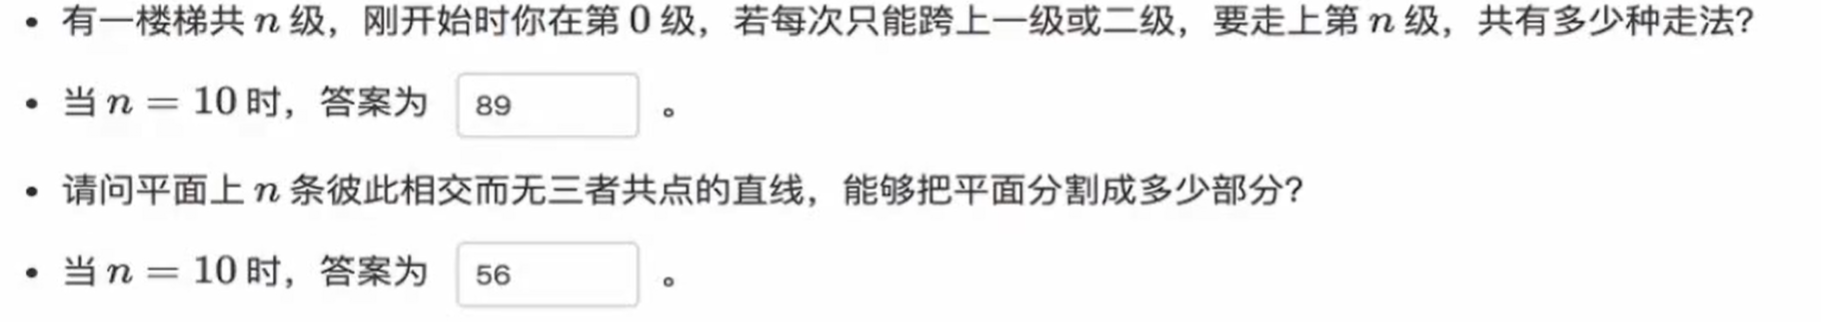 • 有一楼梯共 n 级，刚开始时你在第 0 级，若每次只能跨上一级或二级，要走上第 n 级，共有多少种走法？
• 当 n = 10 时，答案为 89 。
• 请问平面上 n 条彼此相交而无三者共点的直线，能够把平面分割成多少部分？
• 当 n = 10 时，答案为 56 。